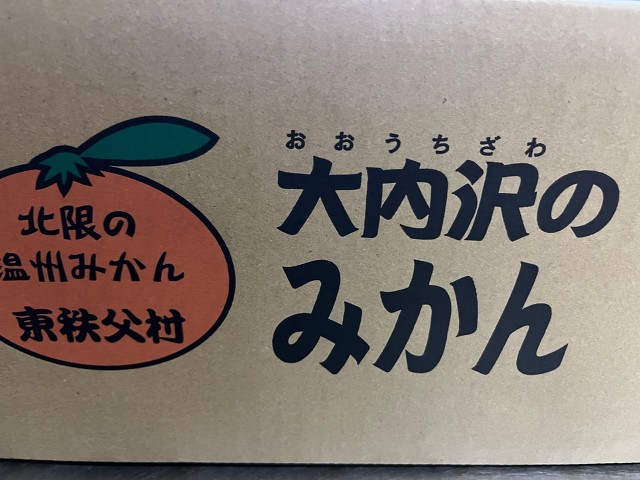 北限の
温州みかん
東秩父村
おおうちざわ
大内沢の
みかん